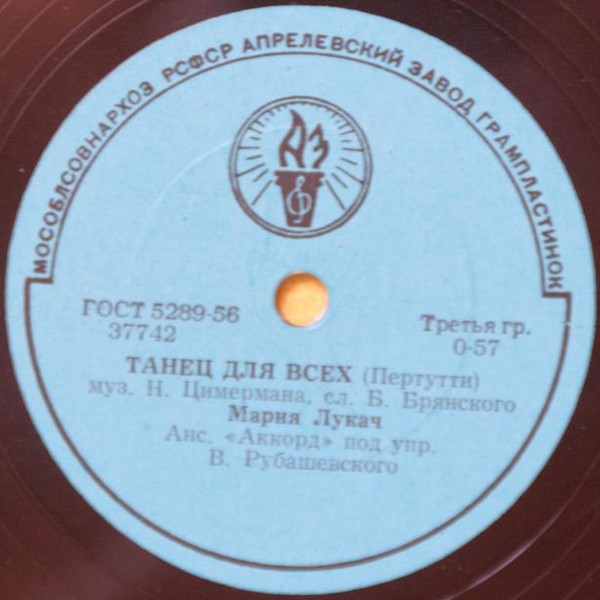 МОСОБЛСОВНАРХОЗ РСФСР АПРЕЛЕВСКИЙ ЗАВОД ГРАМПЛАСТИНОК
АЗ
ГОСТ 5289-56
37742
Третья гр.
0-57
ТАНЕЦ ДЛЯ ВСЕХ (Пертутти)
муз. Н. Цимермана, сл. Б. Брянского
Мария Лукач
Анс. «Аккорд» под упр.
В. Рубашевского